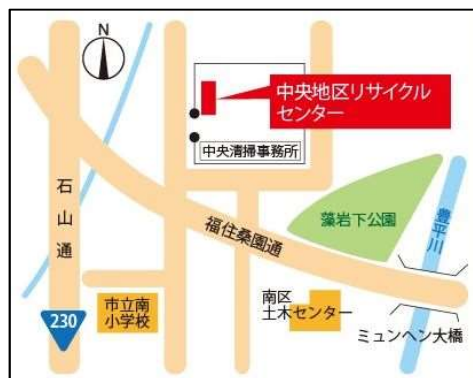 N
中央地区リサイクル
センター
中央清掃事務所
石山通
藻岩下公園
豊平川
福住桑園通
230
市立南
小学校
南区
土木センター
ミュンヘン大橋